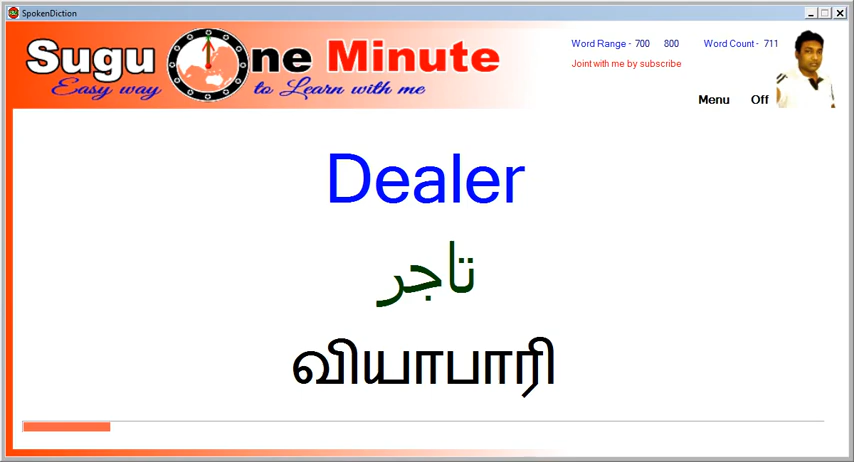 SpokenDiction
Sugu One Minute
Easy way to Learn with me
Word Range - 700 800 Word Count - 711
Joint with me by subscribe
Menu Off
Dealer
تاجر
வியாபாரி